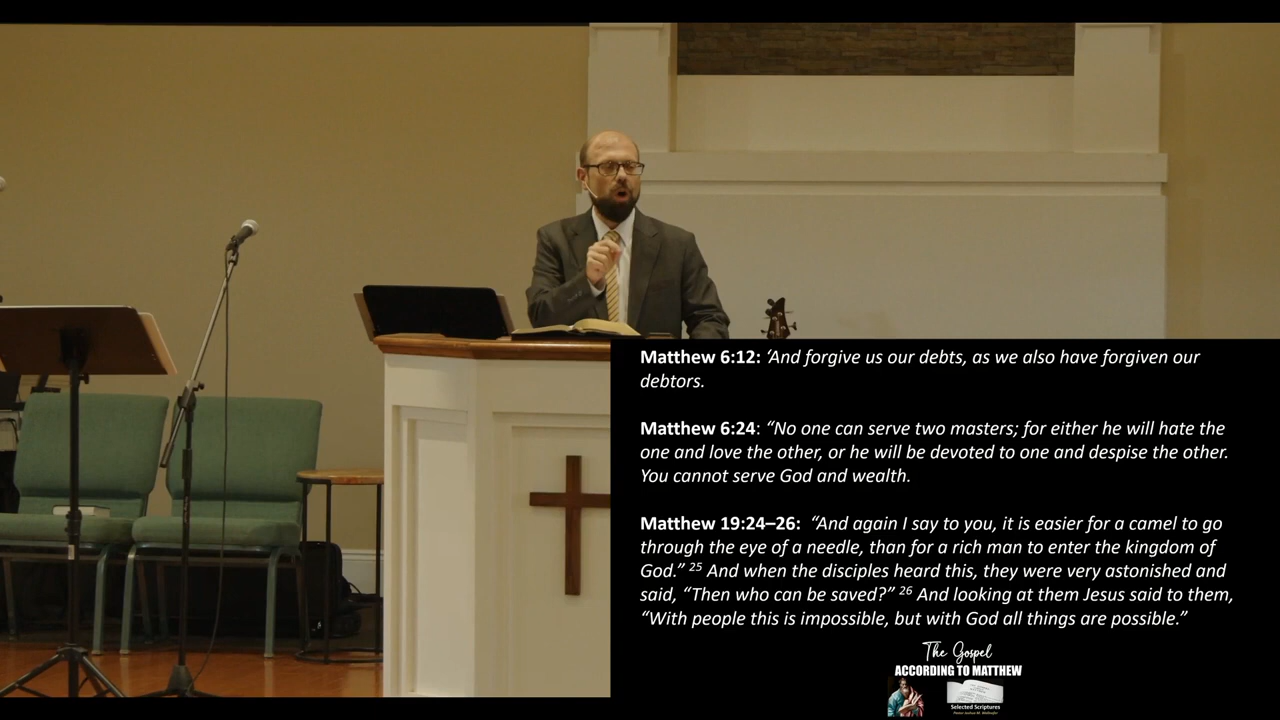 Matthew 6:12: ‘And forgive us our debts, as we also have forgiven our
debtors.
Matthew 6:24: “No one can serve two masters; for either he will hate the
one and love the other, or he will be devoted to one and despise the other.
You cannot serve God and wealth.
Matthew 19:24–26: “And again I say to you, it is easier for a camel to go
through the eye of a needle, than for a rich man to enter the kingdom of
God.” 25 And when the disciples heard this, they were very astonished and
said, “Then who can be saved?” 26 And looking at them Jesus said to them,
“With people this is impossible, but with God all things are possible.”
The Gospel
ACCORDING TO MATTHEW
Selected Scriptures